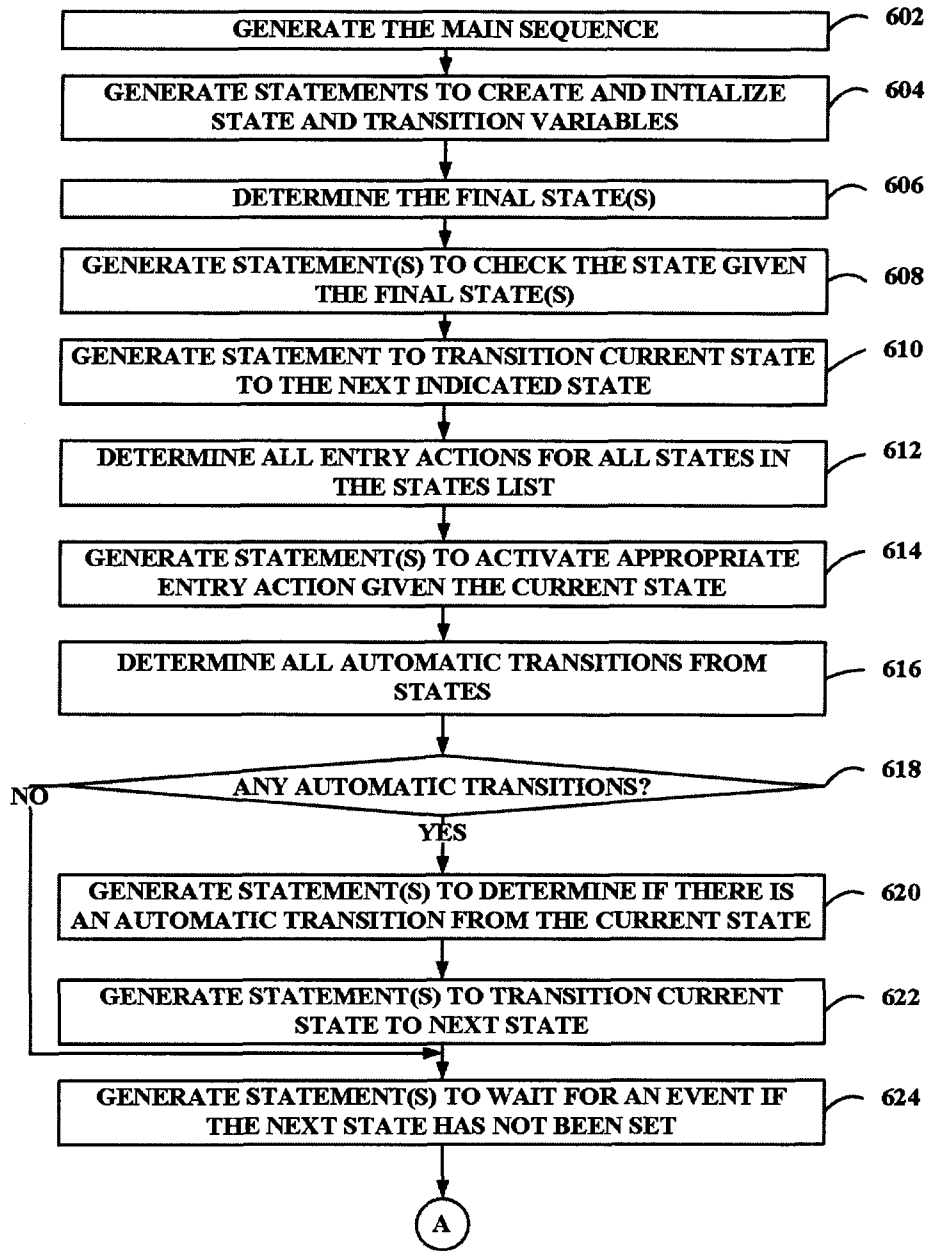 GENERATE THE MAIN SEQUENCE
602
GENERATE STATEMENTS TO CREATE AND INTIALIZE
STATE AND TRANSITION VARIABLES
604
DETERMINE THE FINAL STATE(S)
606
GENERATE STATEMENT(S) TO CHECK THE STATE GIVEN
THE FINAL STATE(S)
608
GENERATE STATEMENT TO TRANSITION CURRENT STATE
TO THE NEXT INDICATED STATE
610
DETERMINE ALL ENTRY ACTIONS FOR ALL STATES IN
THE STATES LIST
612
GENERATE STATEMENT(S) TO ACTIVATE APPROPRIATE
ENTRY ACTION GIVEN THE CURRENT STATE
614
DETERMINE ALL AUTOMATIC TRANSITIONS FROM
STATES
616
ANY AUTOMATIC TRANSITIONS?
618
NO
YES
GENERATE STATEMENT(S) TO DETERMINE IF THERE IS
AN AUTOMATIC TRANSITION FROM THE CURRENT STATE
620
GENERATE STATEMENT(S) TO TRANSITION CURRENT
STATE TO NEXT STATE
622
GENERATE STATEMENT(S) TO WAIT FOR AN EVENT IF
THE NEXT STATE HAS NOT BEEN SET
624
A